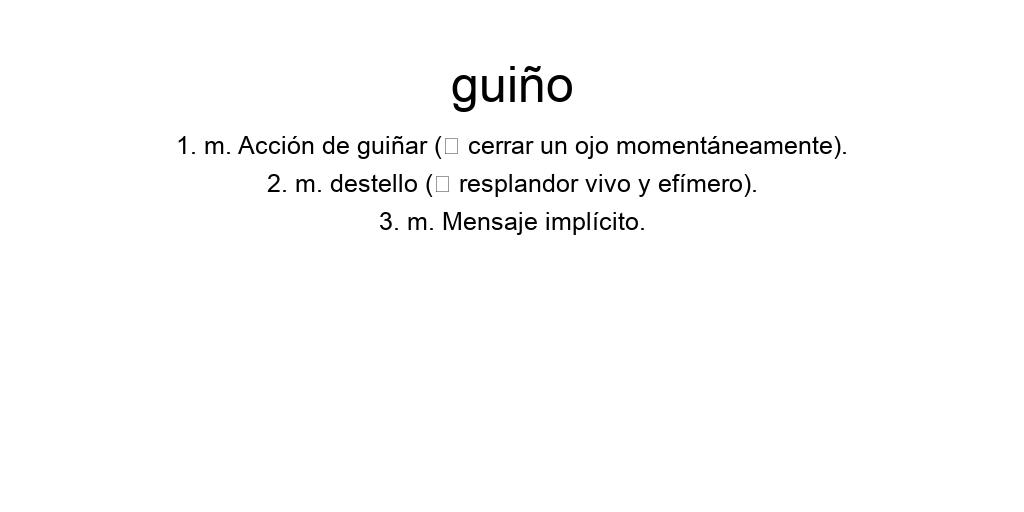 guiño
1. m. Acción de guiñar (▯ cerrar un ojo momentáneamente).
2. m. destello (▯ resplandor vivo y efímero).
3. m. Mensaje implícito.